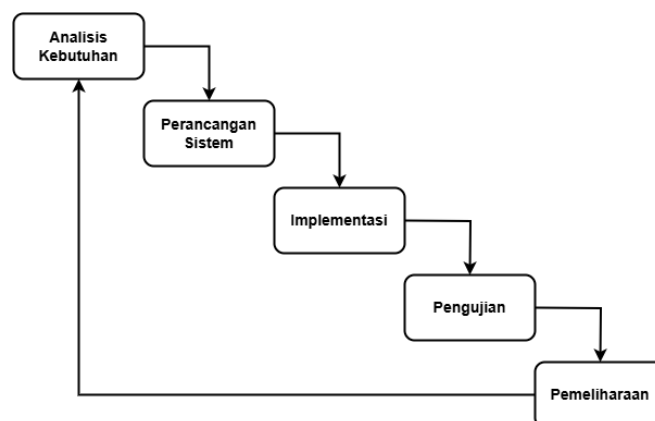 Analisis
Kebutuhan
Perancangan
Sistem
Implementasi
Pengujian
Pemeliharaan